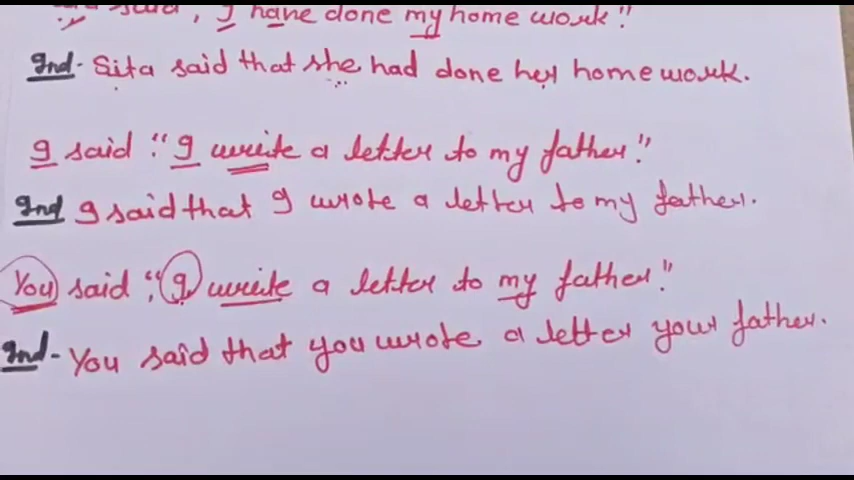 said, I have done my home work."
Ind- Sita said that she had done her home work.
I said "I write a letter to my father."
Ind I said that I wrote a letter to my father.
You said "I write a letter to my father."
Ind- You said that you wrote a letter your father.